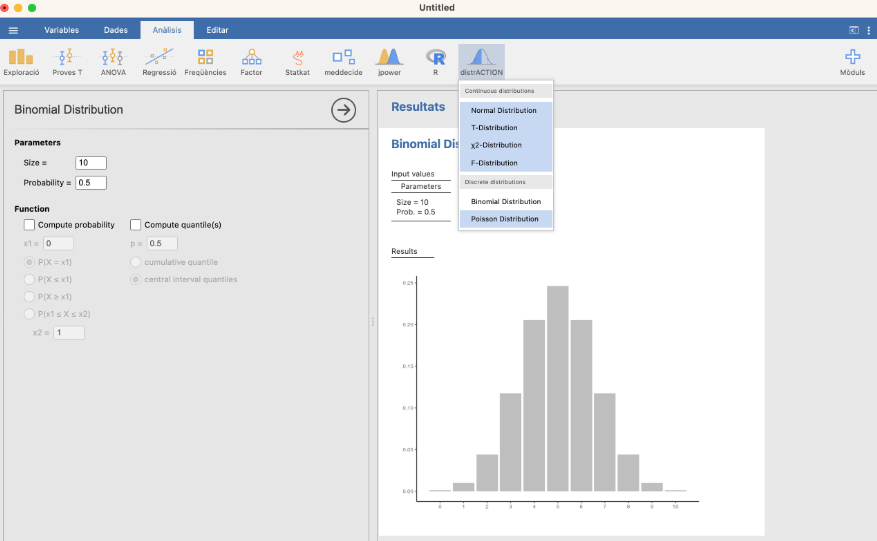 Untitled
Variables Dades Anàlisis Editar
Exploració Proves T ANOVA Regressió Freqüències Factor Statkat meddecide jpower R distrACTION Mòduls
Binomial Distribution
Parameters
Size = 10
Probability = 0.5
Function
Compute probability Compute quantile(s)
x1 = 0 p = 0.5
P(X = x1) cumulative quantile
P(X ≤ x1) central interval quantiles
P(X ≥ x1)
P(x1 ≤ X ≤ x2)
x2 = 1
Continuous distributions
Normal Distribution
T-Distribution
χ2-Distribution
F-Distribution
Discrete distributions
Binomial Distribution
Poisson Distribution
Resultats
Binomial Dis
Input values
Parameters
Size = 10
Prob. = 0.5
Results
0.25
0.20
0.15
0.10
0.05
0.00
0 1 2 3 4 5 6 7 8 9 10